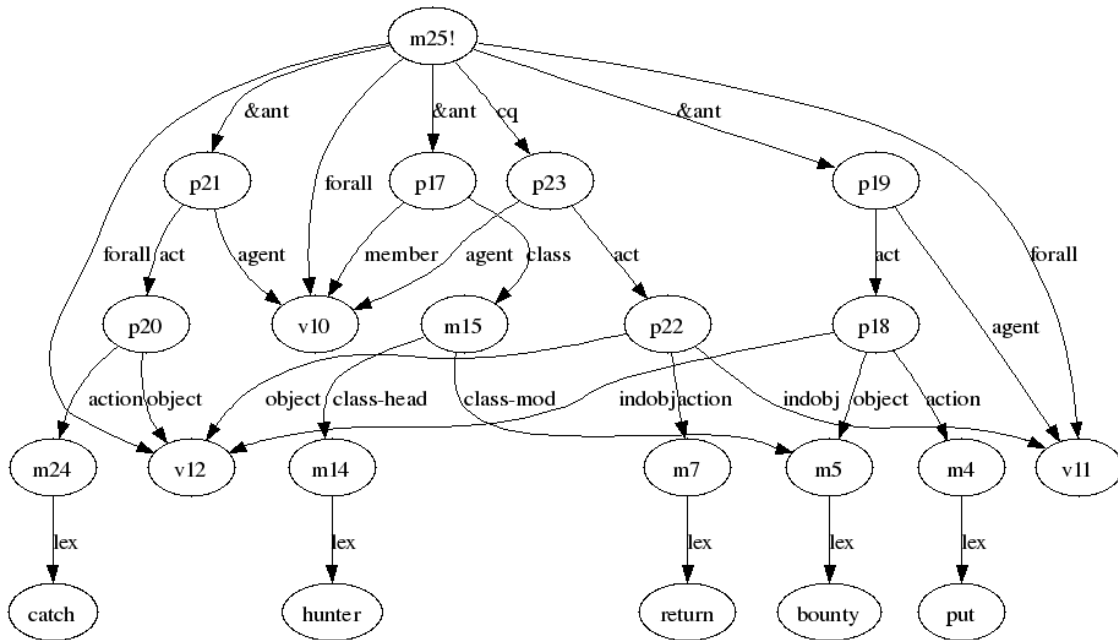 m25!
&ant
&ant
cq
&ant
p21
p17
p23
p19
forall
forall
act
agent
member
agent
class
act
act
forall
p20
v10
m15
p22
p18
agent
action
object
object
class-head
class-mod
indobj
action
indobj
object
action
m24
v12
m14
m7
m5
m4
v11
lex
lex
lex
lex
lex
catch
hunter
return
bounty
put